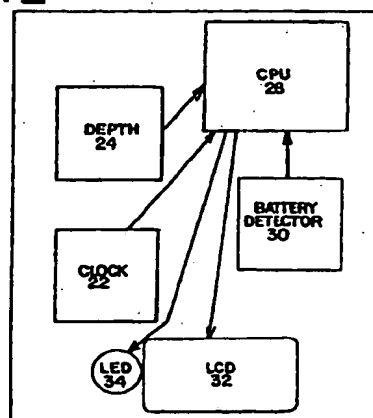 CPU
28
DEPTH
24
BATTERY
DETECTOR
30
CLOCK
22
LED
34
LCD
32